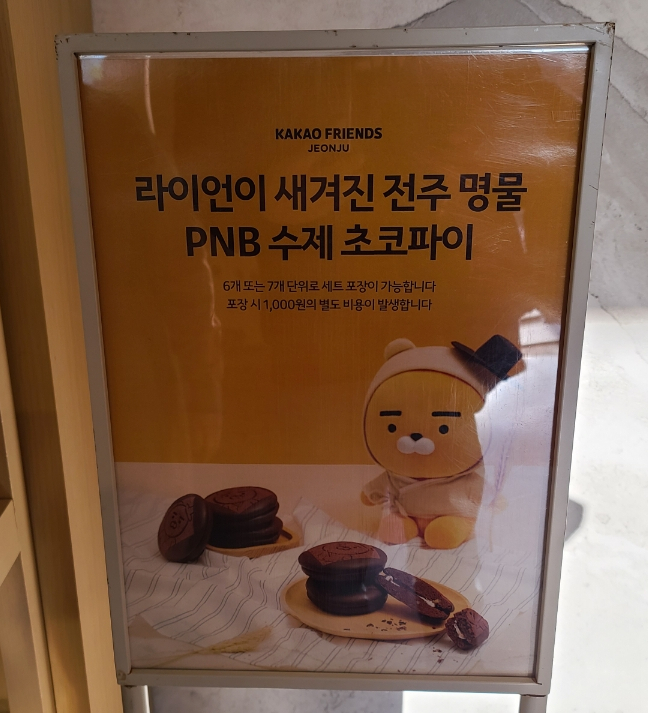 KAKAO FRIENDS
JEONJU
라이언이 새겨진 전주 명물
PNB 수제 초코파이
6개 또는 7개 단위로 세트 포장이 가능합니다
포장 시 1,000원의 별도 비용이 발생합니다